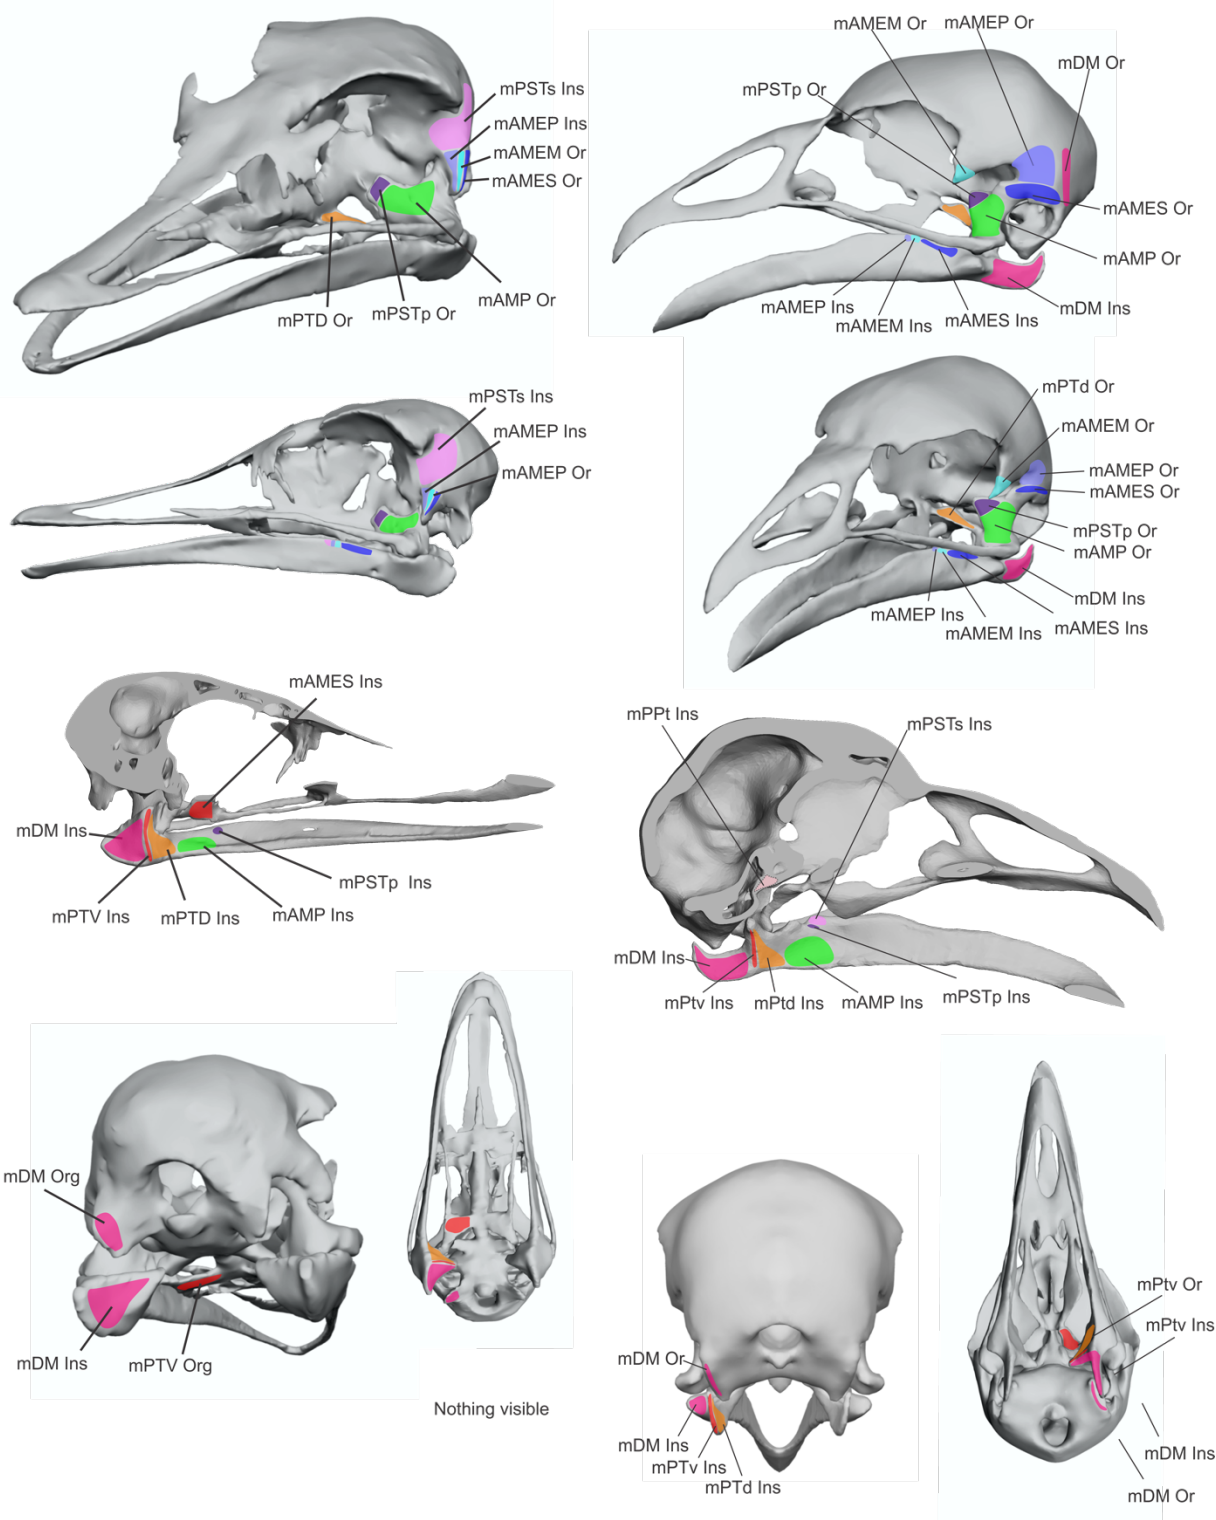 mPSTs Ins
mAMEP Ins
mAMEM Or
mAMES Or
mAMP Or
mPSTp Or
mPTD Or
mAMEM Or
mAMEP Or
mDM Or
mPSTp Or
mAMES Or
mAMP Or
mAMEP Ins
mAMEM Ins
mAMES Ins
mDM Ins
mPSTs Ins
mAMEP Ins
mAMEP Or
mPTd Or
mAMEM Or
mAMEP Or
mAMES Or
mPSTp Or
mAMP Or
mDM Ins
mAMEP Ins
mAMEM Ins
mAMES Ins
mAMES Ins
mDM Ins
mPSTp Ins
mPTV Ins
mPTD Ins
mAMP Ins
mPPt Ins
mPSTs Ins
mDM Ins
mPtv Ins
mPtd Ins
mAMP Ins
mPSTp Ins
mDM Org
mDM Ins
mPTV Org
Nothing visible
mDM Or
mDM Ins
mPTv Ins
mPTd Ins
mPtv Or
mPtv Ins
mDM Ins
mDM Or